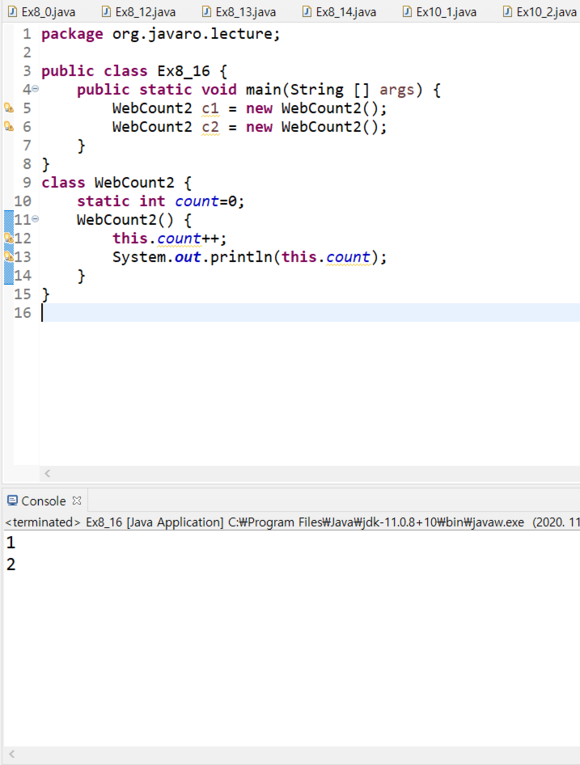 Ex8_0.java Ex8_12.java Ex8_13.java Ex8_14.java Ex10_1.java Ex10_2.java
1 package org.javaro.lecture;
2
3 public class Ex8_16 {
4 public static void main(String [] args) {
5 WebCount2 c1 = new WebCount2();
6 WebCount2 c2 = new WebCount2();
7 }
8 }
9 class WebCount2 {
10 static int count=0;
11 WebCount2() {
12 this.count++;
13 System.out.println(this.count);
14 }
15 }
16
Console
<terminated> Ex8_16 [Java Application] C:₩Program Files₩Java₩jdk-11.0.8+10₩bin₩javaw.exe (2020. 11
1
2